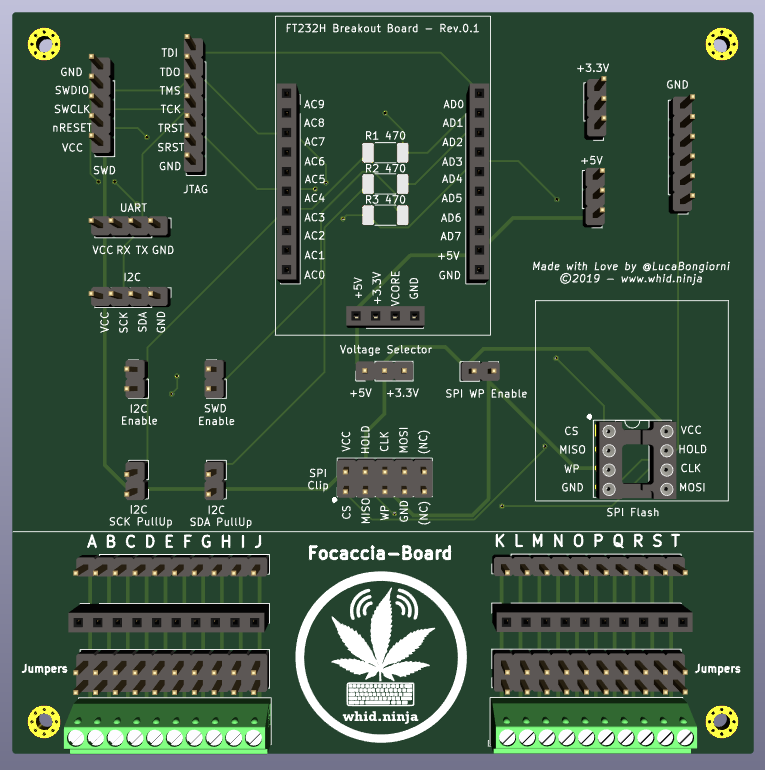 FT232H Breakout Board - Rev.0.1
TDI
TDO
TMS
TCK
TRST
SRST
GND
JTAG
GND
SWDIO
SWCLK
nRESET
VCC
SWD
UART
VCC RX TX GND
I2C
VCC
SCK
SDA
GND
AC9
AC8
AC7
AC6
AC5
AC4
AC3
AC2
AC1
AC0
R1 470
R2 470
R3 470
AD0
AD1
AD2
AD3
AD4
AD5
AD6
AD7
+5V
GND
+5V
+3.3V
VCORE
GND
+3.3V
+5V
GND
Made with Love by @LucaBongiorni
©2019 - www.whid.ninja
Voltage Selector
+5V +3.3V
SPI WP Enable
I2C
Enable
SWD
Enable
I2C
SCK PullUp
I2C
SDA PullUp
SPI
Clip
VCC
HOLD
CLK
MOSI
(NC)
CS
MISO
WP
GND
(NC)
CS
MISO
WP
GND
VCC
HOLD
CLK
MOSI
SPI Flash
A B C D E F G H I J
Focaccia-Board
K L M N O P Q R S T
Jumpers
Jumpers
whid.ninja